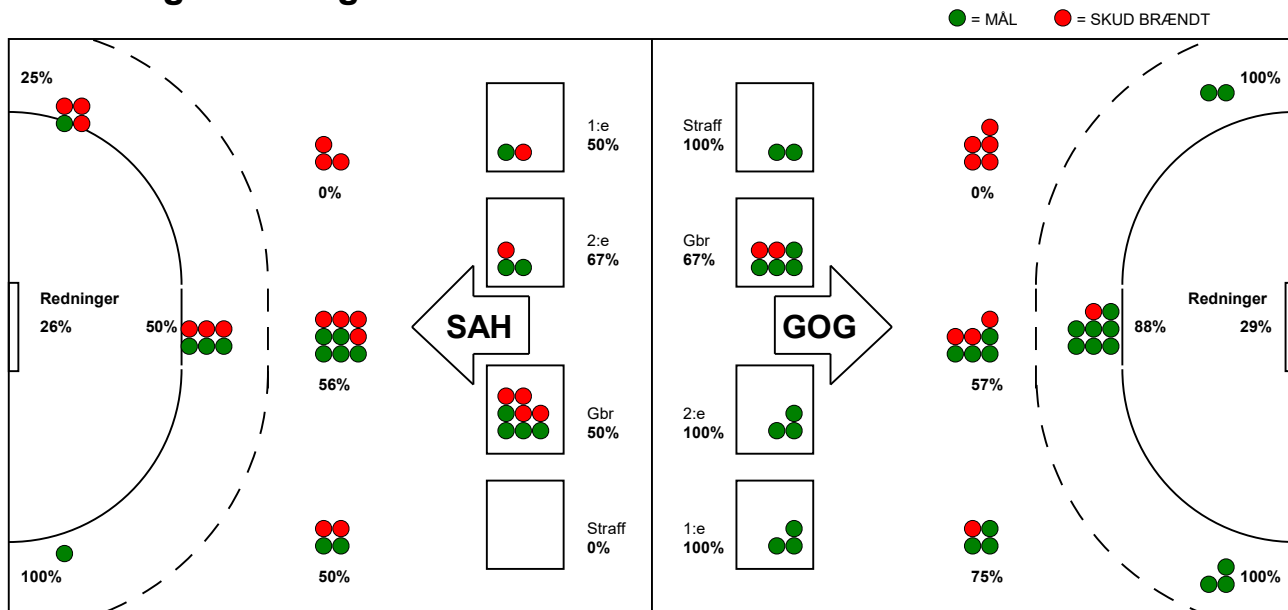 = MÅL = SKUD BRÆNDT
25% 100%
1:e Straff
50% 100%
0% 0%
2:e Gbr
67% 67%
Redninger Redninger
26% 50% SAH GOG 88% 29%
56% 57%
Gbr 2:e
50% 100%
Straff 1:e
0% 100%
100% 50% 75% 100%